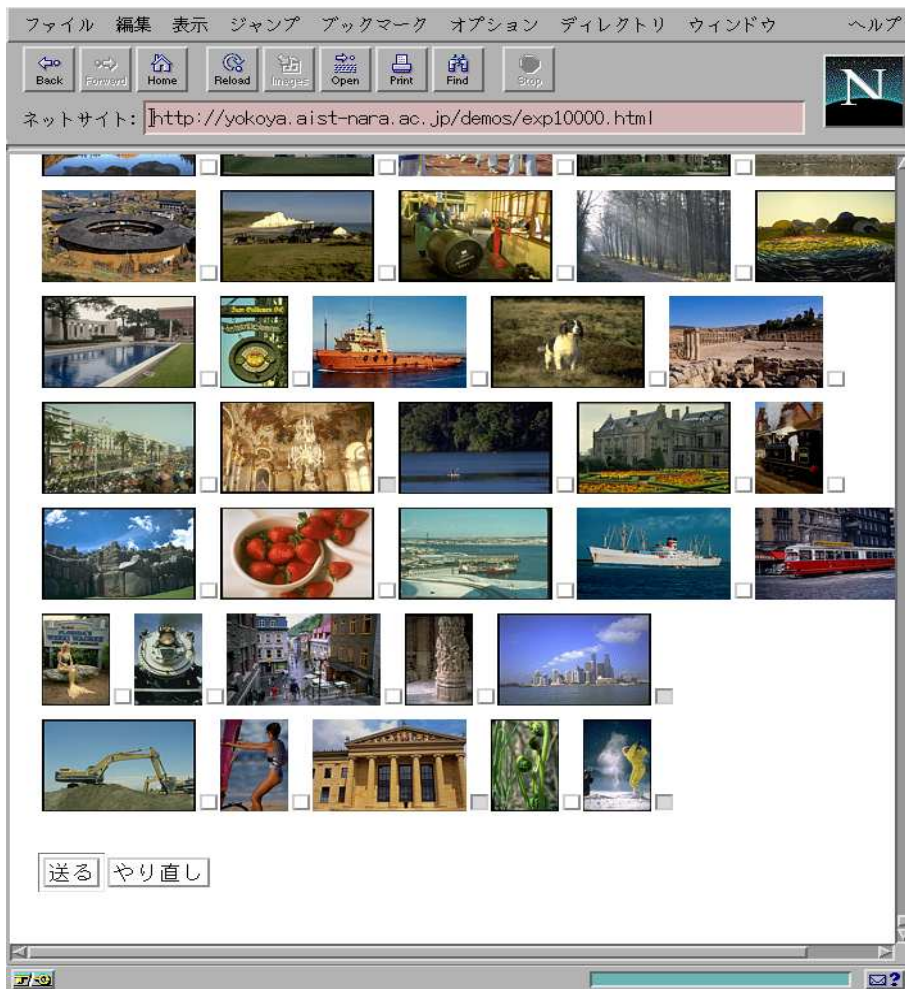 ファイル 編集 表示 ジャンプ ブックマーク オプション ディレクトリ ウィンドウ ヘルプ
Back Forward Home Reload Images Open Print Find Stop
N
ネットサイト: http://yokoya.aist-nara.ac.jp/demos/exp10000.html
送る やり直し
?